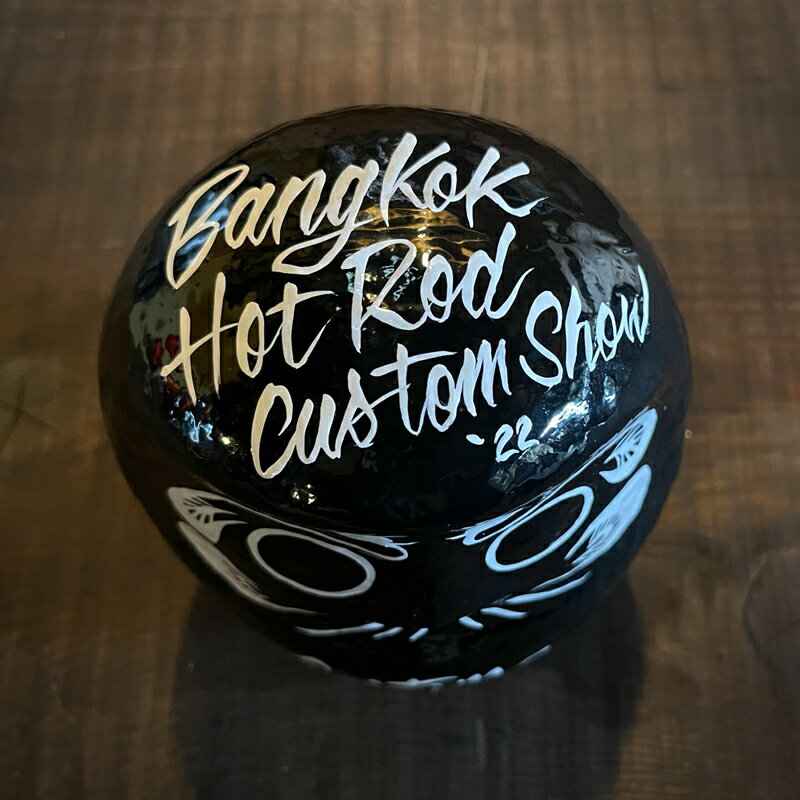 Bangkok
Hot Rod
Custom Show
-22